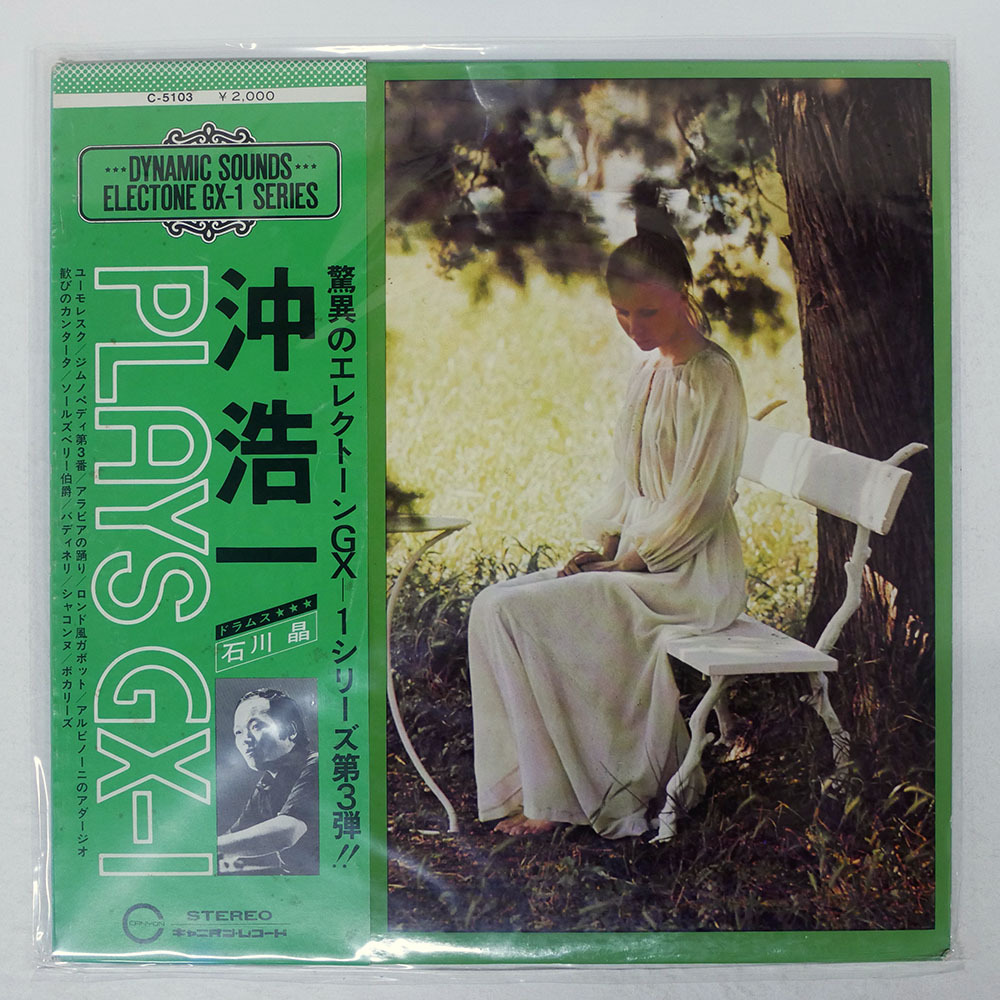 C-5103 ￥2,000
★★★DYNAMIC SOUNDS★★★
ELECTONE GX-1 SERIES
驚異のエレクトーンGX-1シリーズ第3弾!!
沖浩一
ドラムス★★★
石川 晶
PLAYS GX-1
ユーモレスク/ジムノペディ第3番/アラビアの踊り/ロンド風ガボット/アルビノーニのアダージオ
歓びのカンタータ/ソールズベリー伯爵/バディネリ/シャコンヌ/ボカリーズ
CANYON
STEREO
キャニオン・レコード